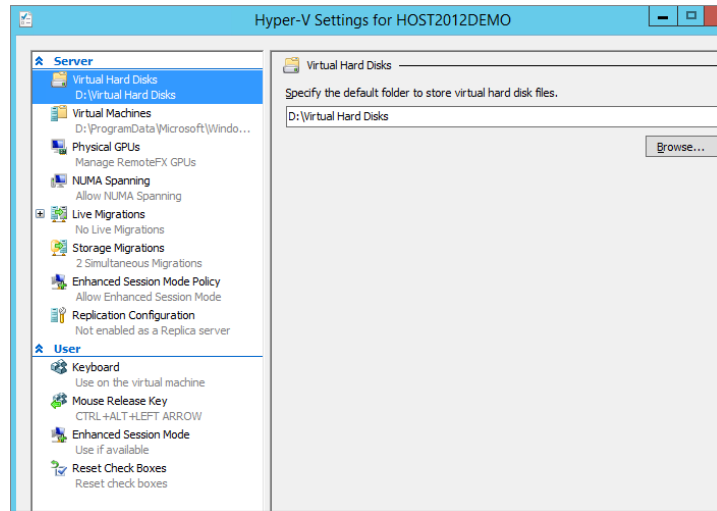 Hyper-V Settings for HOST2012DEMO
Server
Virtual Hard Disks
D:\Virtual Hard Disks
Virtual Machines
D:\ProgramData\Microsoft\Windo...
Physical GPUs
Manage RemoteFX GPUs
NUMA Spanning
Allow NUMA Spanning
Live Migrations
No Live Migrations
Storage Migrations
2 Simultaneous Migrations
Enhanced Session Mode Policy
Allow Enhanced Session Mode
Replication Configuration
Not enabled as a Replica server
User
Keyboard
Use on the virtual machine
Mouse Release Key
CTRL+ALT+LEFT ARROW
Enhanced Session Mode
Use if available
Reset Check Boxes
Reset check boxes
Virtual Hard Disks
Specify the default folder to store virtual hard disk files.
D:\Virtual Hard Disks
Browse...